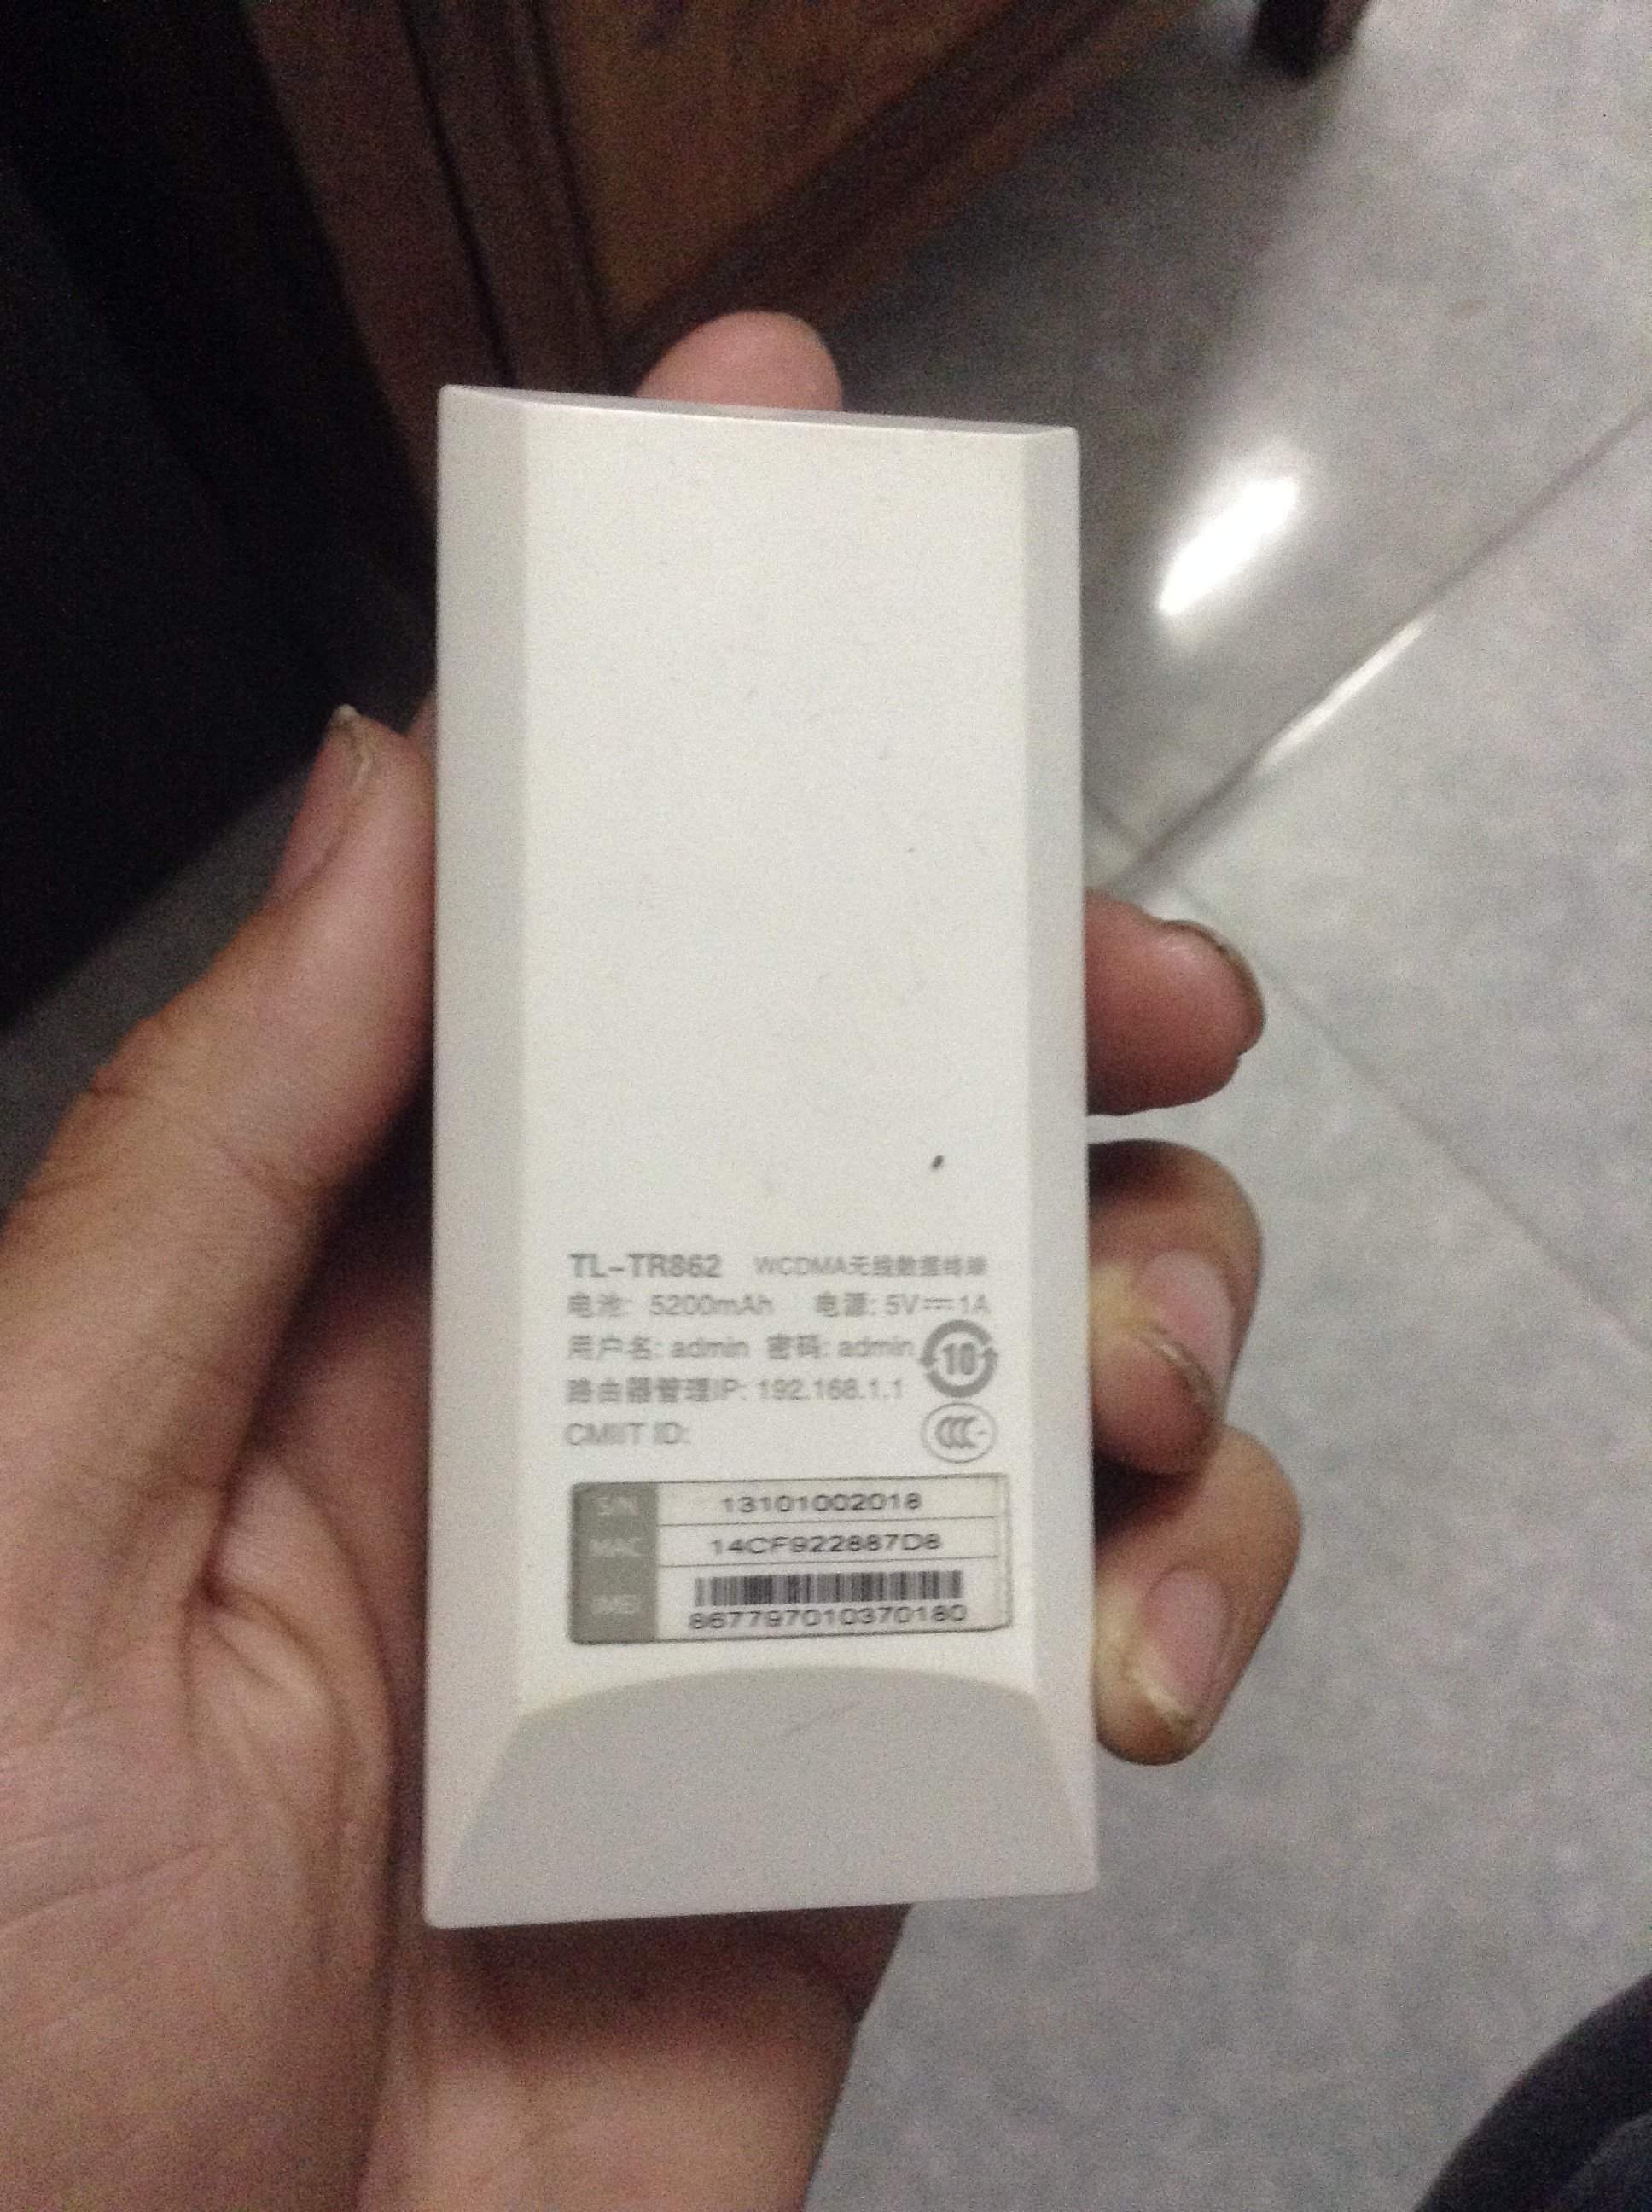 TL-TR862 WCDMA无线数据终端
电池: 5200mAh 电源: 5V⎓1A
用户名: admin 密码: admin
10
路由器管理IP: 192.168.1.1
CMIIT ID:
CCC
S/N 13101002018
MAC 14CF922887D8
IMEI 867797010370180